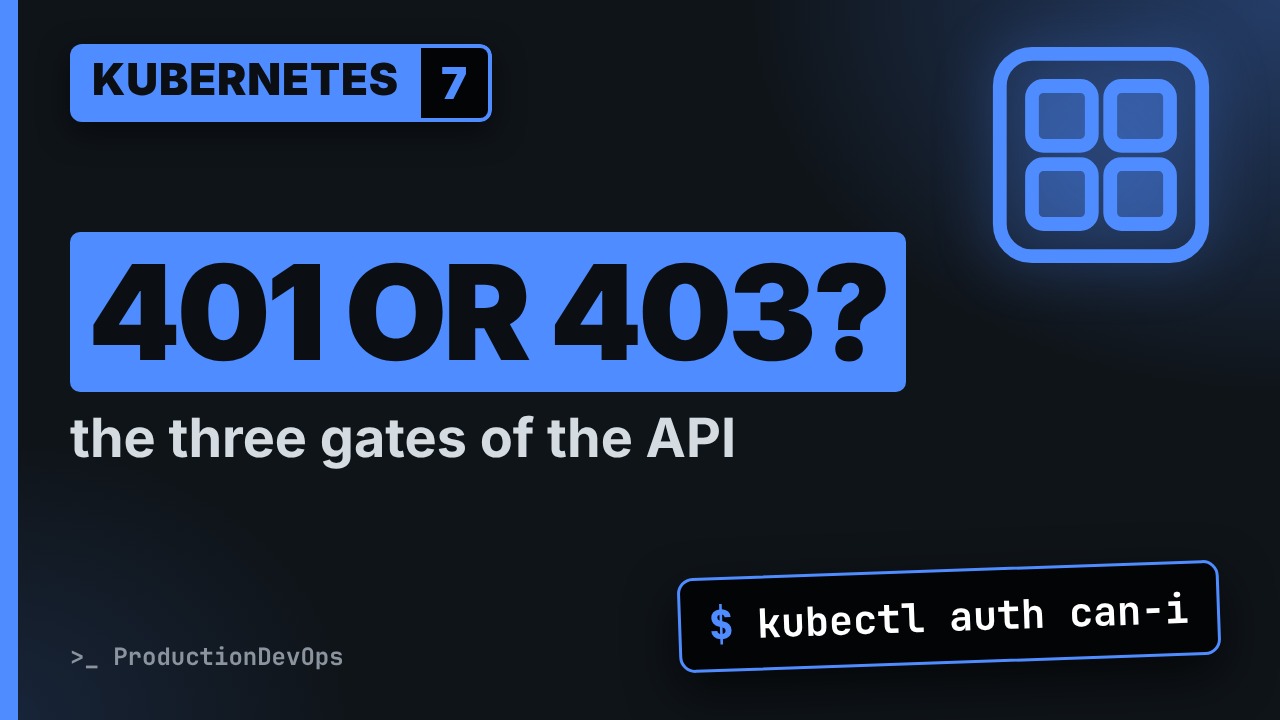 KUBERNETES 7
401 OR 403?
the three gates of the API
$ kubectl auth can-i
>_ ProductionDevOps